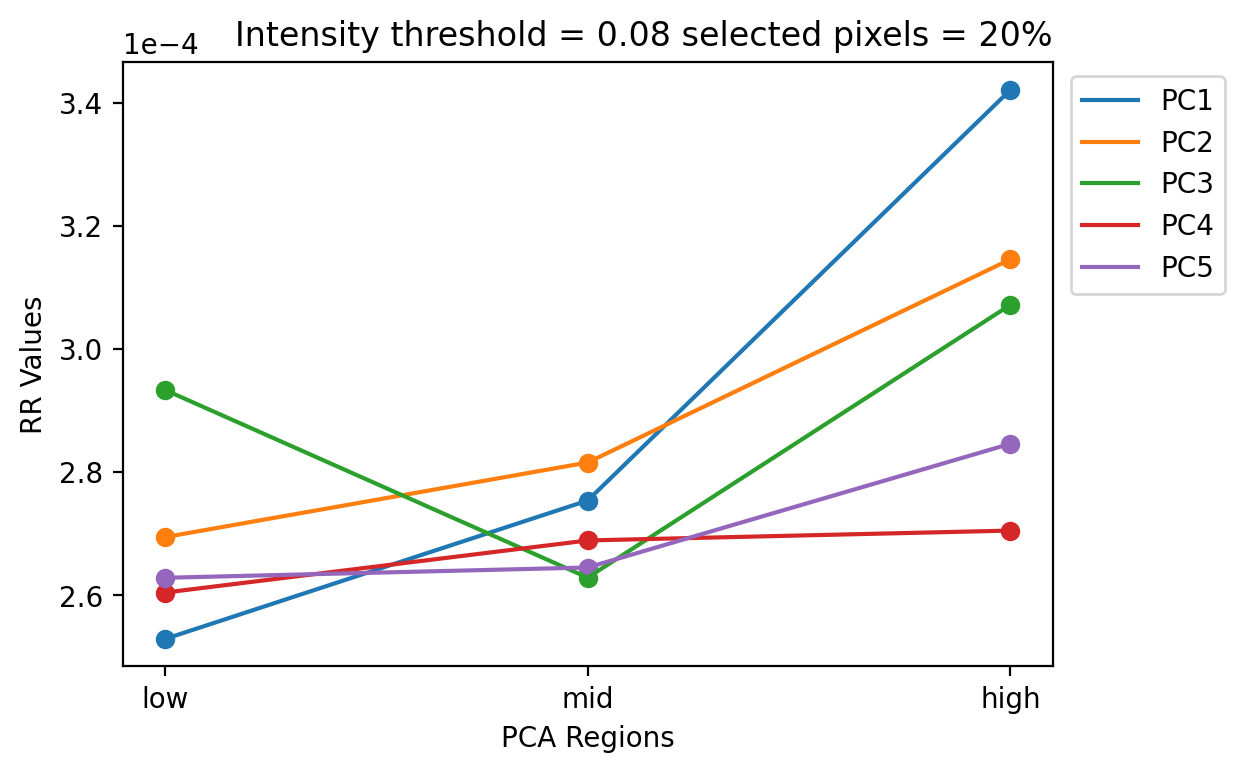 Intensity threshold = 0.08 selected pixels = 20%
1e−4
3.4
3.2
3.0
2.8
2.6
RR Values
low
mid
high
PCA Regions
PC1
PC2
PC3
PC4
PC5